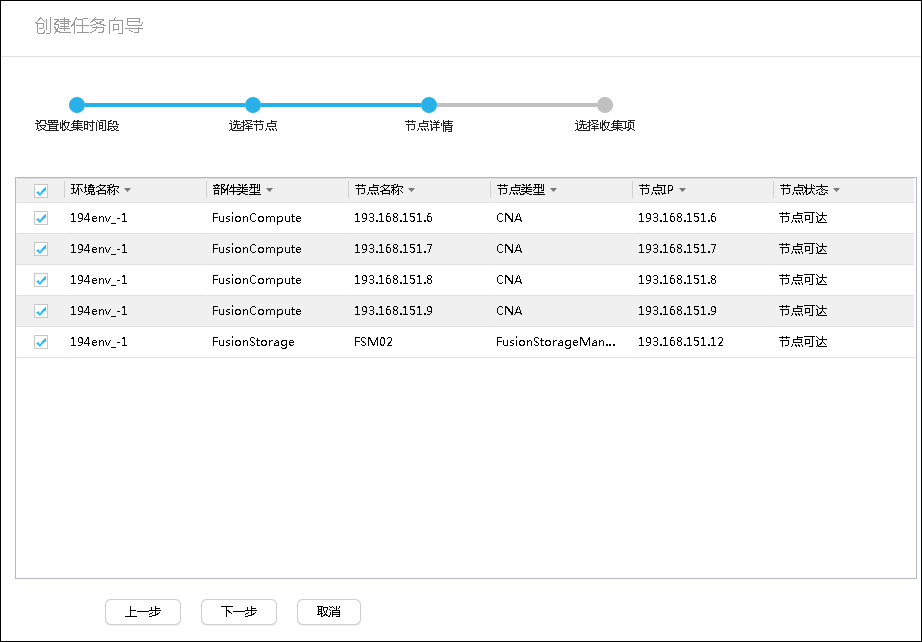 创建任务向导
设置收集时间段 选择节点 节点详情 选择收集项
环境名称 部件类型 节点名称 节点类型 节点IP 节点状态
194env_-1 FusionCompute 193.168.151.6 CNA 193.168.151.6 节点可达
194env_-1 FusionCompute 193.168.151.7 CNA 193.168.151.7 节点可达
194env_-1 FusionCompute 193.168.151.8 CNA 193.168.151.8 节点可达
194env_-1 FusionCompute 193.168.151.9 CNA 193.168.151.9 节点可达
194env_-1 FusionStorage FSM02 FusionStorageMan... 193.168.151.12 节点可达
上一步 下一步 取消